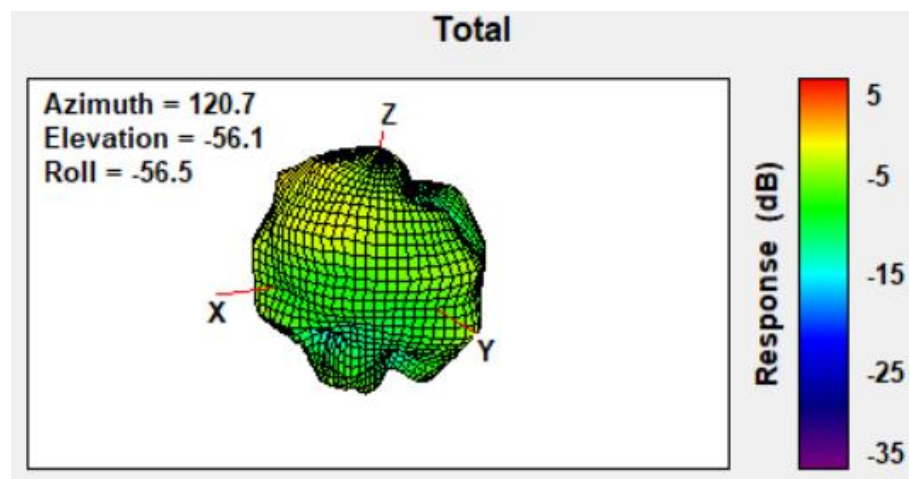 Total
Azimuth = 120.7
Elevation = -56.1
Roll = -56.5
Z
X
Y
Response (dB)
5
-5
-15
-25
-35